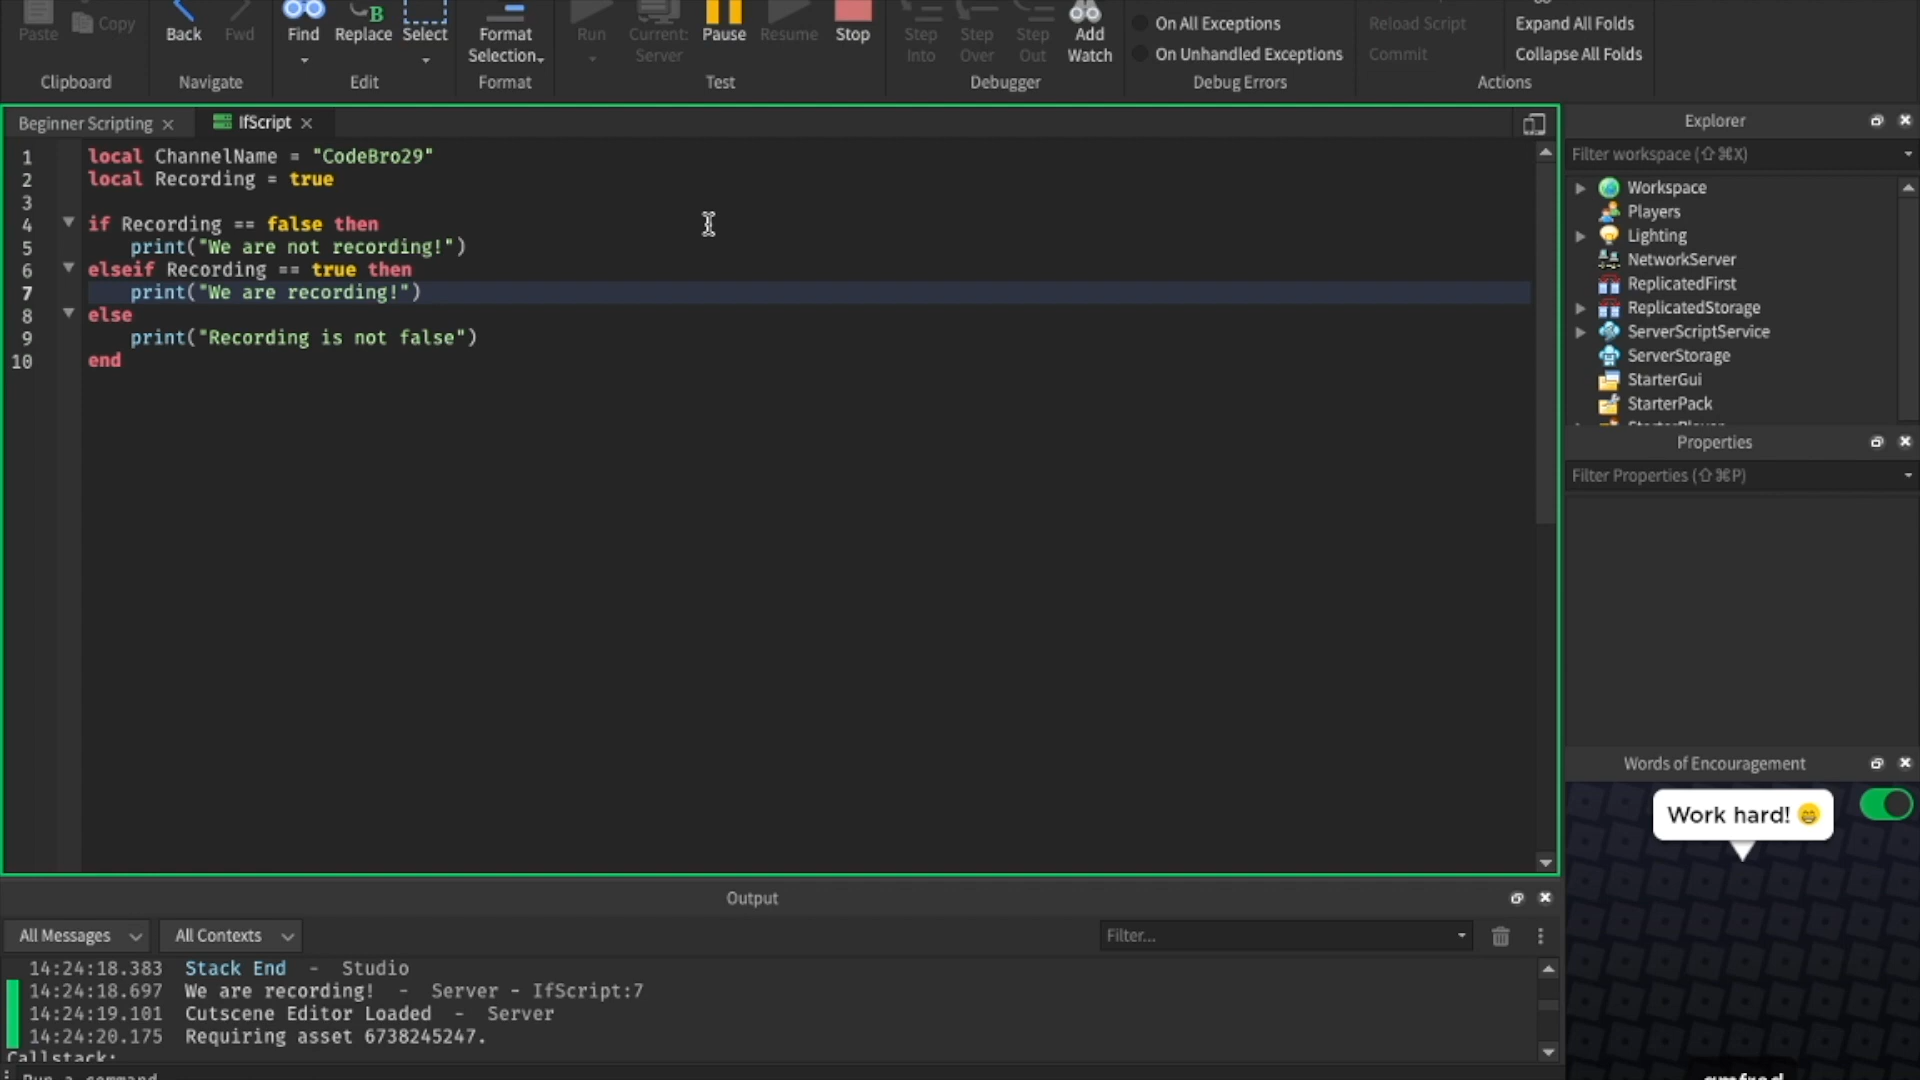 Paste Copy Back Fwd Find Replace Select Format Selection Run Current: Server Pause Resume Stop Step Into Step Over Step Out Add Watch On All Exceptions On Unhandled Exceptions Reload Script Commit Expand All Folds Collapse All Folds
Clipboard Navigate Edit Format Test Debugger Debug Errors Actions
Beginner Scripting IfScript
1 local ChannelName = "CodeBro29"
2 local Recording = true
3
4 if Recording == false then
5 print("We are not recording!")
6 elseif Recording == true then
7 print("We are recording!")
8 else
9 print("Recording is not false")
10 end
Explorer
Filter workspace (⇧⌘X)
Workspace
Players
Lighting
NetworkServer
ReplicatedFirst
ReplicatedStorage
ServerScriptService
ServerStorage
StarterGui
StarterPack
StarterPlayer
Properties
Filter Properties (⇧⌘P)
Words of Encouragement
Work hard! 😁
Output
All Messages All Contexts Filter...
14:24:18.383 Stack End - Studio
14:24:18.697 We are recording! - Server - IfScript:7
14:24:19.101 Cutscene Editor Loaded - Server
14:24:20.175 Requiring asset 6738245247.
Callstack:
Run a command